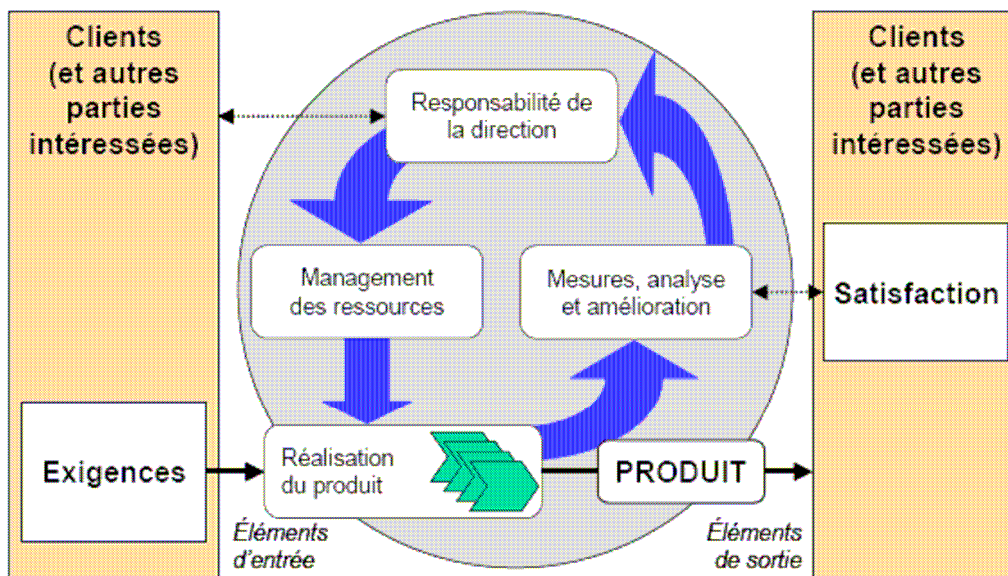 Clients
(et autres
parties
intéressées)
Responsabilité de
la direction
Clients
(et autres
parties
intéressées)
Management
des ressources
Mesures, analyse
et amélioration
Satisfaction
Exigences
Réalisation
du produit
PRODUIT
Éléments
d'entrée
Éléments
de sortie